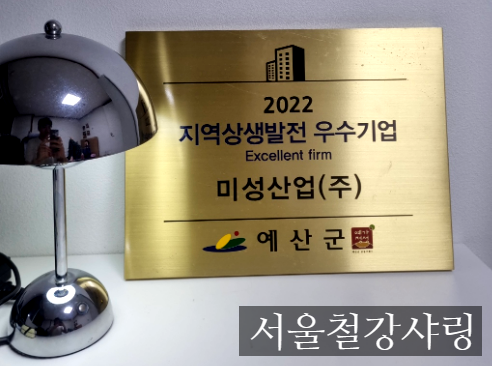 2022
지역상생발전 우수기업
Excellent firm
미성산업(주)
예산군
서울철강샤링